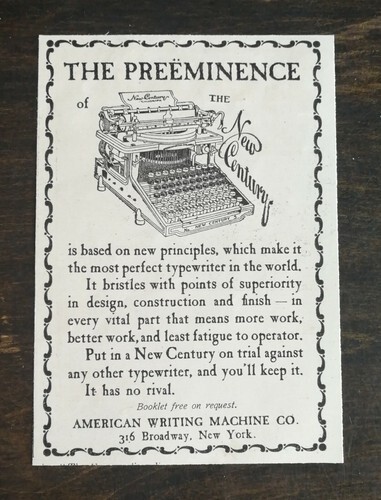 THE PREËMINENCE
of THE
New Century
New Century
NEW CENTURY
is based on new principles, which make it
the most perfect typewriter in the world.
It bristles with points of superiority
in design, construction and finish — in
every vital part that means more work,
better work, and least fatigue to operator.
Put in a New Century on trial against
any other typewriter, and you'll keep it.
It has no rival.
Booklet free on request.
AMERICAN WRITING MACHINE CO.
316 Broadway, New York.